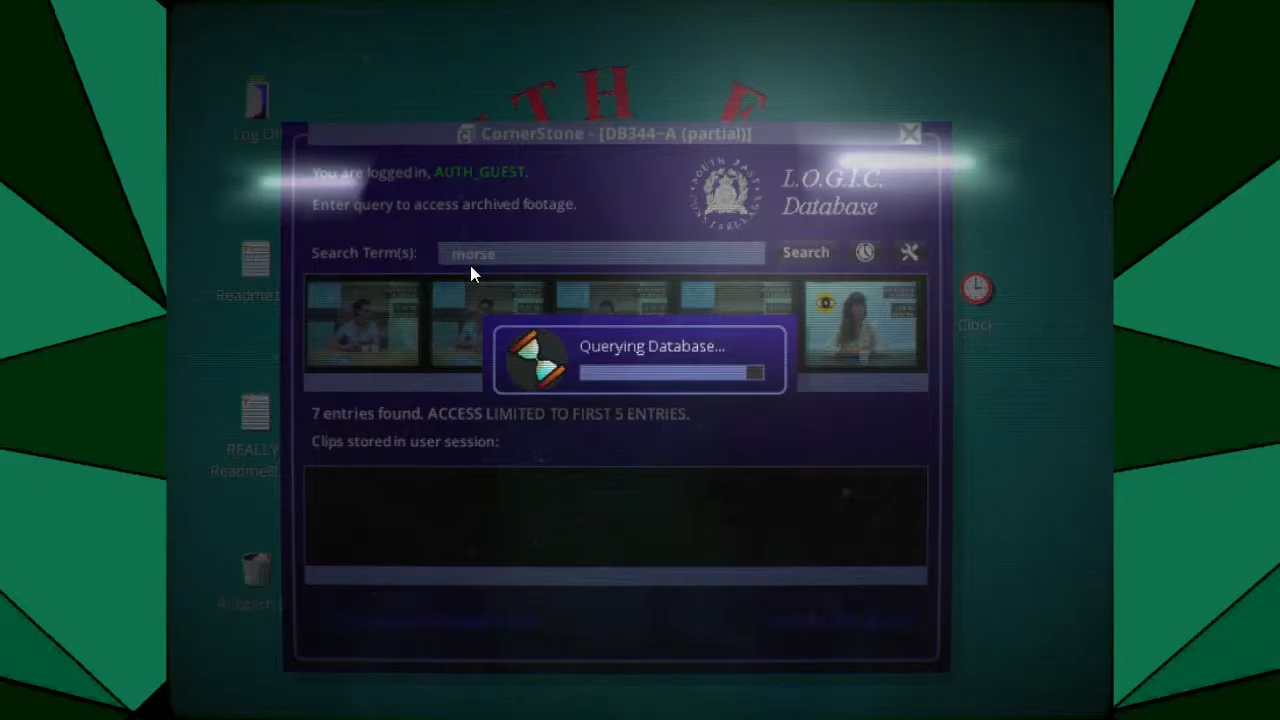 TH E
Log O
CornerStone - [DB344-A (partial)]
You are logged in, AUTH_GUEST.
Enter query to access archived footage.
L.O.G.I.C.
Database
Search Term(s):
morse
Search
Readme.t
Clock
Querying Database...
7 entries found. ACCESS LIMITED TO FIRST 5 ENTRIES.
Clips stored in user session:
REALLY
Readme!!